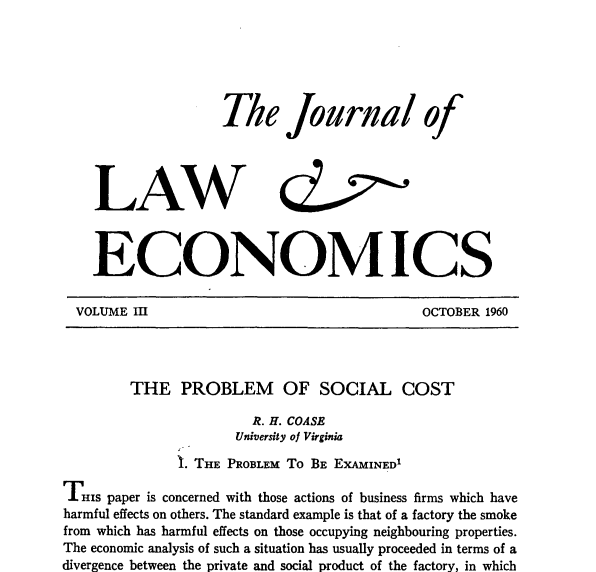 The Journal of
LAW &
ECONOMICS
VOLUME III OCTOBER 1960
THE PROBLEM OF SOCIAL COST
R. H. COASE
University of Virginia
I. THE PROBLEM TO BE EXAMINED¹
THIS paper is concerned with those actions of business firms which have
harmful effects on others. The standard example is that of a factory the smoke
from which has harmful effects on those occupying neighbouring properties.
The economic analysis of such a situation has usually proceeded in terms of a
divergence between the private and social product of the factory, in which